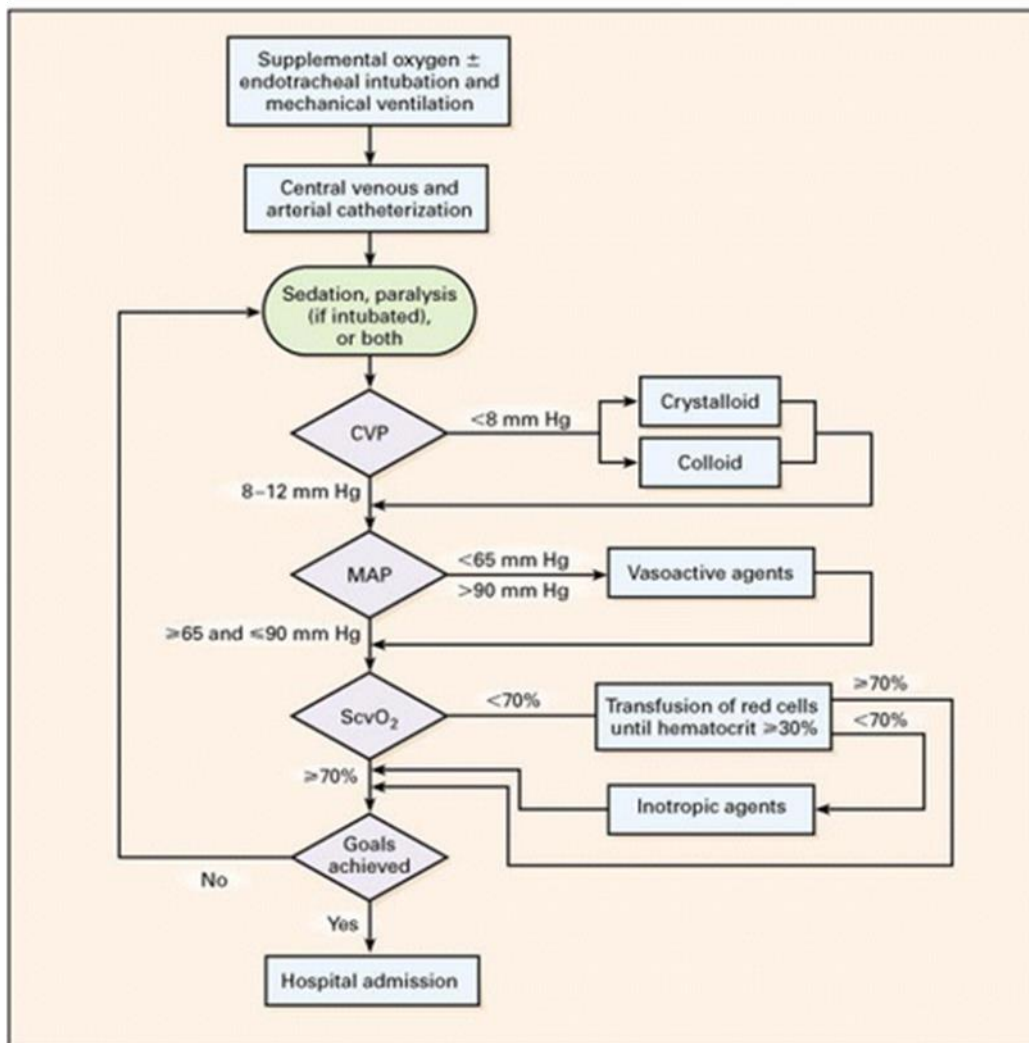 Supplemental oxygen ±
endotracheal intubation and
mechanical ventilation
Central venous and
arterial catheterization
Sedation, paralysis
(if intubated),
or both
CVP
<8 mm Hg
Crystalloid
Colloid
8–12 mm Hg
MAP
<65 mm Hg
>90 mm Hg
Vasoactive agents
⩾65 and ⩽90 mm Hg
ScvO₂
<70%
Transfusion of red cells
until hematocrit ⩾30%
⩾70%
<70%
⩾70%
Inotropic agents
Goals
achieved
No
Yes
Hospital admission